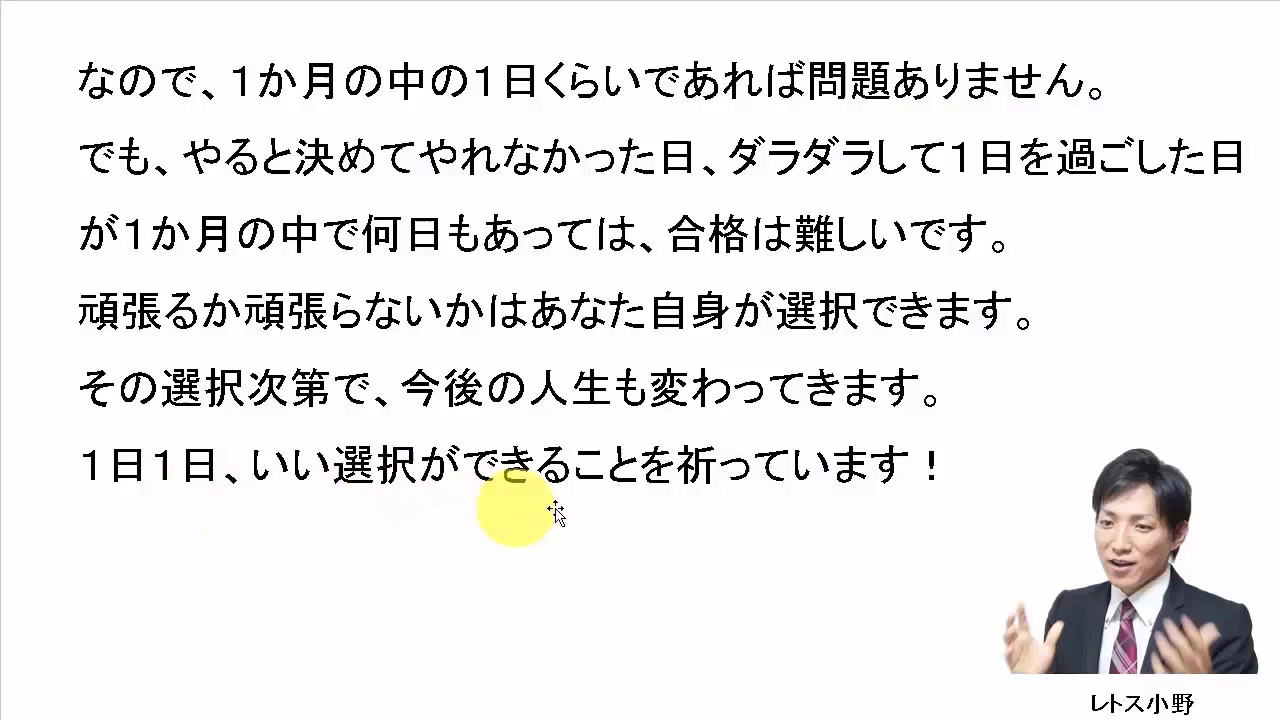 なので、１か月の中の１日くらいであれば問題ありません。
でも、やると決めてやれなかった日、ダラダラして１日を過ごした日
が１か月の中で何日もあっては、合格は難しいです。
頑張るか頑張らないかはあなた自身が選択できます。
その選択次第で、今後の人生も変わってきます。
１日１日、いい選択ができることを祈っています！
レトス小野